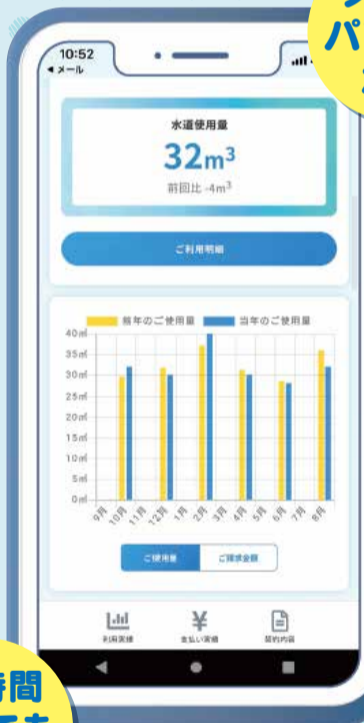 10:52
メール
パ
水道使用量
32m³
前回比 -4m³
ご利用明細
前年のご使用量
当年のご使用量
40㎥
35㎥
30㎥
25㎥
20㎥
15㎥
10㎥
5㎥
0㎥
9月 10月 11月 12月 1月 2月 3月 4月 5月 6月 7月 8月
ご使用量
ご請求金額
利用実績
支払い実績
契約内容
時間